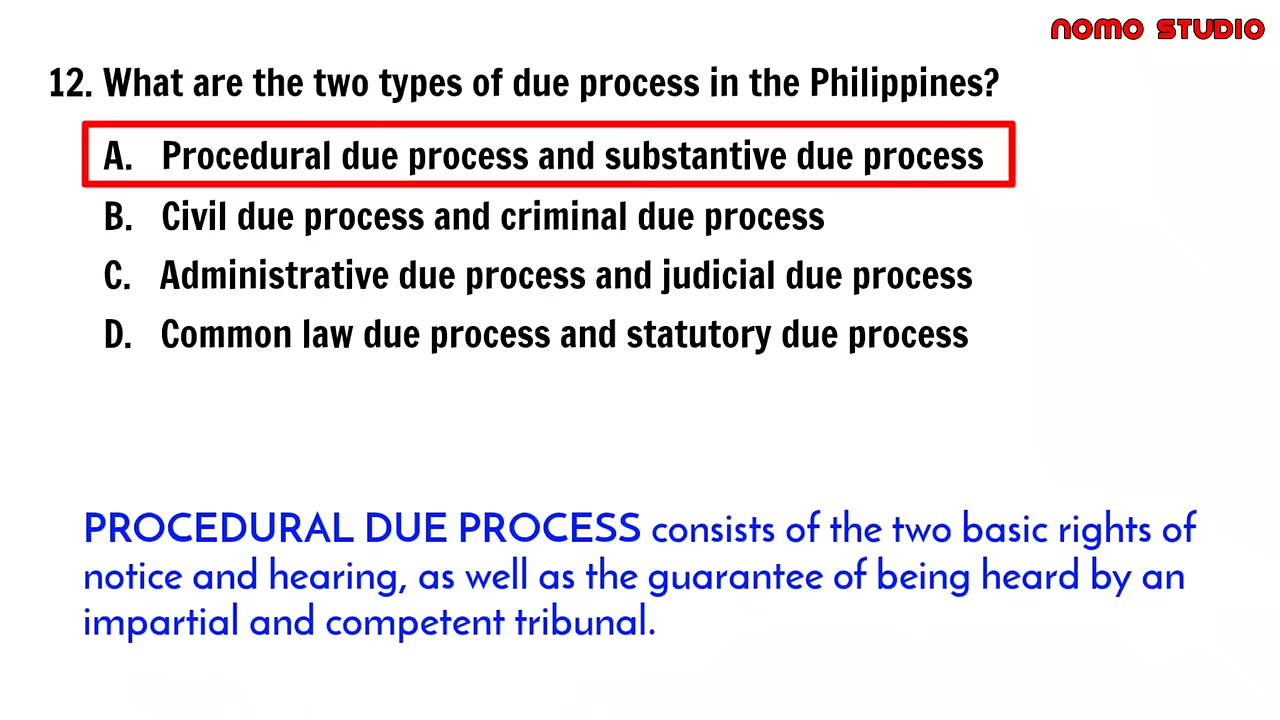 NOMO STUDIO
12. What are the two types of due process in the Philippines?
A. Procedural due process and substantive due process
B. Civil due process and criminal due process
C. Administrative due process and judicial due process
D. Common law due process and statutory due process
PROCEDURAL DUE PROCESS consists of the two basic rights of
notice and hearing, as well as the guarantee of being heard by an
impartial and competent tribunal.